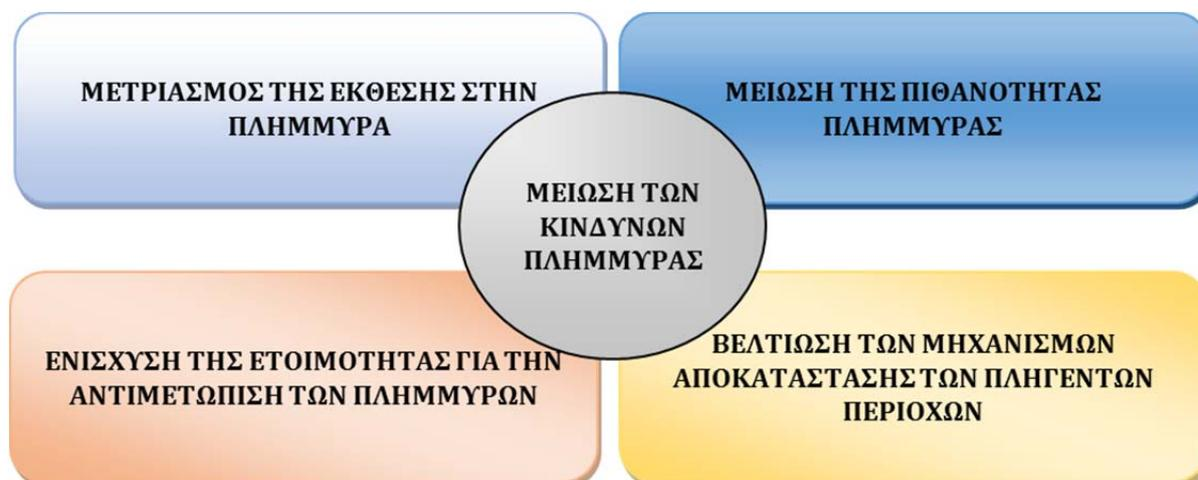 ΜΕΤΡΙΑΣΜΟΣ ΤΗΣ ΕΚΘΕΣΗΣ ΣΤΗΝ
ΠΛΗΜΜΥΡΑ
ΜΕΙΩΣΗ ΤΗΣ ΠΙΘΑΝΟΤΗΤΑΣ
ΠΛΗΜΜΥΡΑΣ
ΜΕΙΩΣΗ ΤΩΝ
ΚΙΝΔΥΝΩΝ
ΠΛΗΜΜΥΡΑΣ
ΕΝΙΣΧΥΣΗ ΤΗΣ ΕΤΟΙΜΟΤΗΤΑΣ ΓΙΑ ΤΗΝ
ΑΝΤΙΜΕΤΩΠΙΣΗ ΤΩΝ ΠΛΗΜΜΥΡΩΝ
ΒΕΛΤΙΩΣΗ ΤΩΝ ΜΗΧΑΝΙΣΜΩΝ
ΑΠΟΚΑΤΑΣΤΑΣΗΣ ΤΩΝ ΠΛΗΓΕΝΤΩΝ
ΠΕΡΙΟΧΩΝ